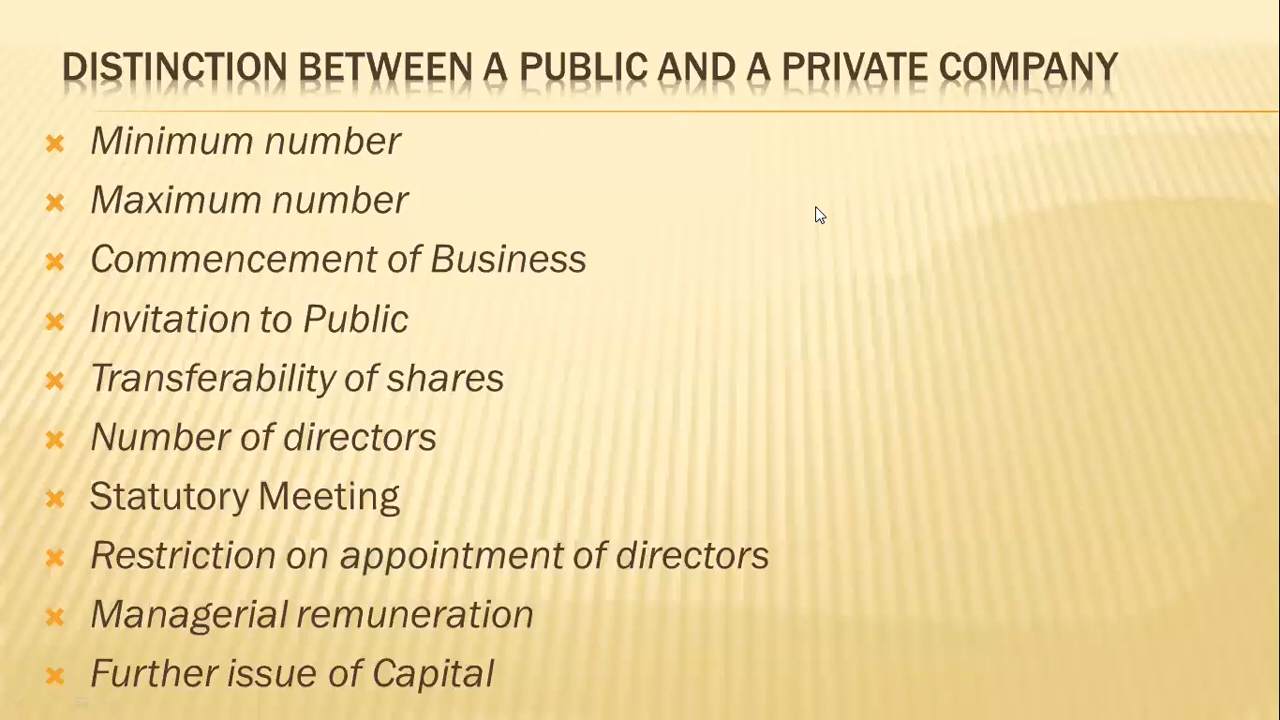 DISTINCTION BETWEEN A PUBLIC AND A PRIVATE COMPANY
Minimum number
Maximum number
Commencement of Business
Invitation to Public
Transferability of shares
Number of directors
Statutory Meeting
Restriction on appointment of directors
Managerial remuneration
Further issue of Capital